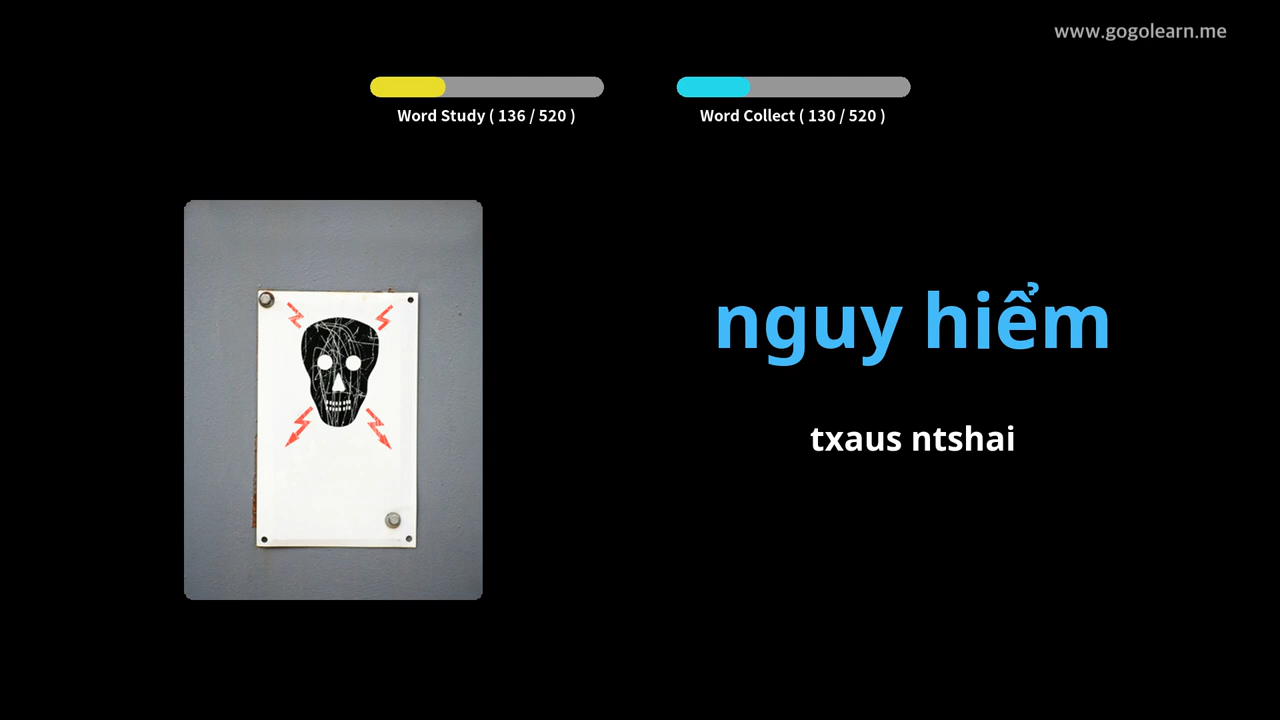 www.gogolearn.me
Word Study ( 136 / 520 )
Word Collect ( 130 / 520 )
nguy hiểm
txaus ntshai